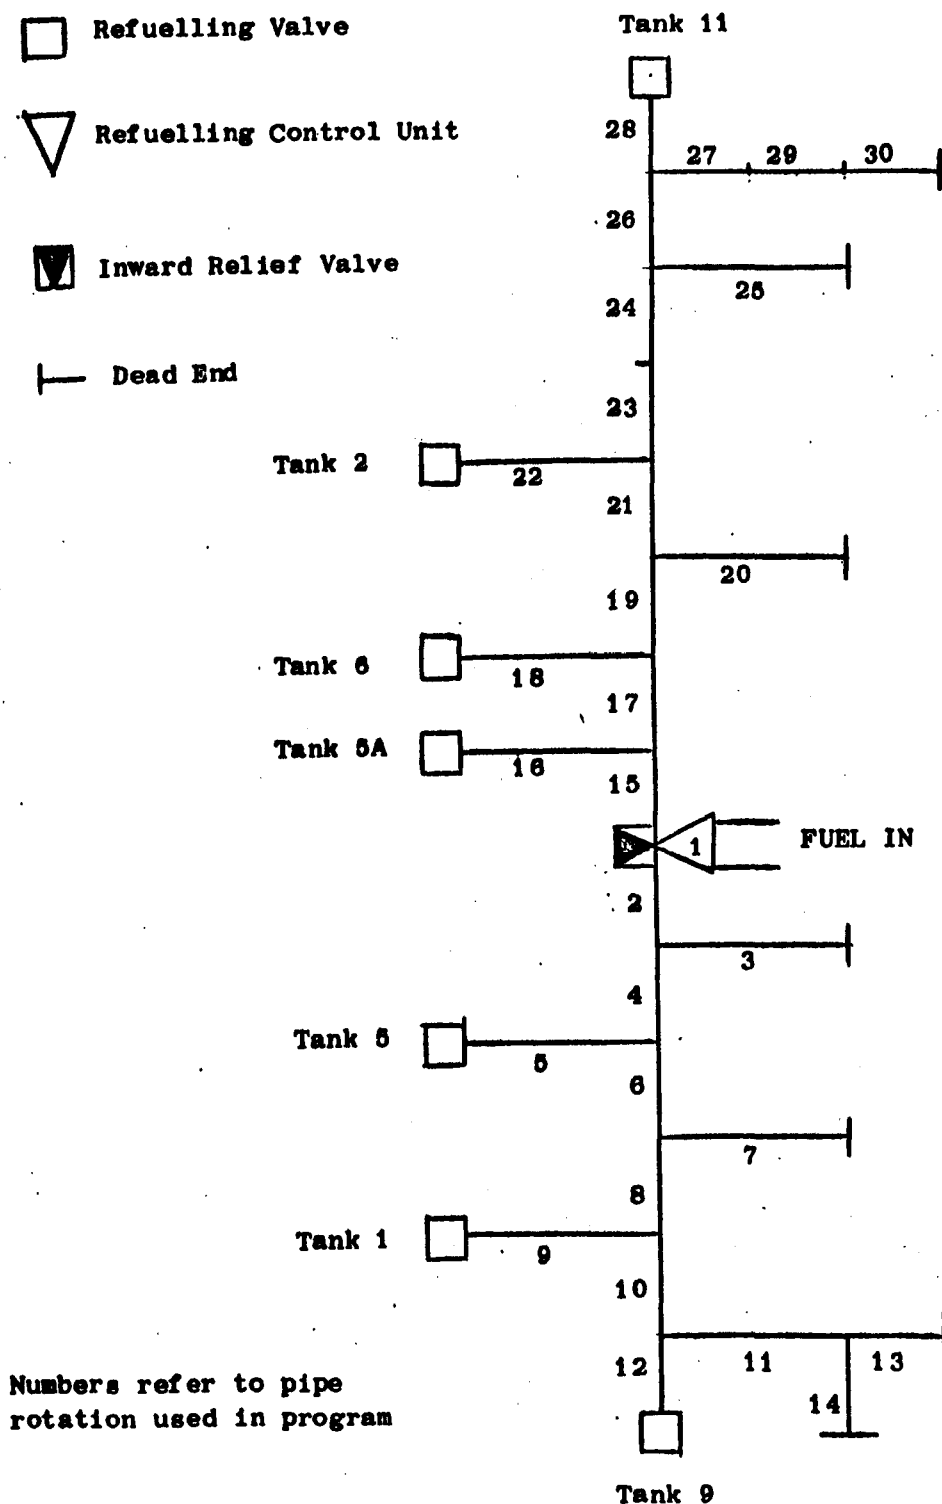 Refuelling Valve
Tank 11
28
27 29 30
Refuelling Control Unit
26
Inward Relief Valve
25
24
Dead End
23
Tank 2
22
21
20
19
Tank 6
18
17
Tank 5A
16
15
1
FUEL IN
2
3
4
Tank 5
5
6
7
8
Tank 1
9
10
12
11
13
14
Numbers refer to pipe
rotation used in program
Tank 9